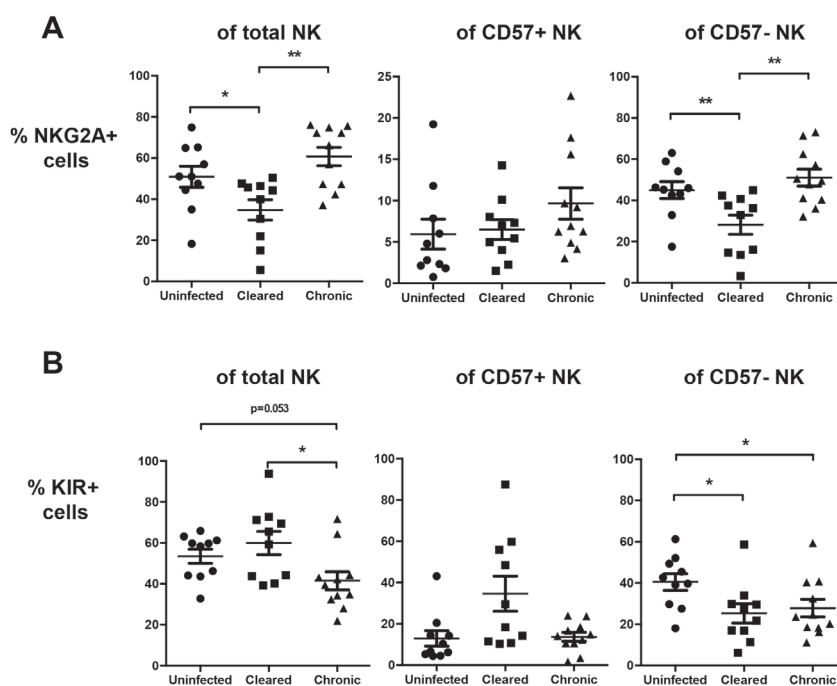 A
of total NK
of CD57+ NK
of CD57- NK
% NKG2A+
cells
100
80
60
40
20
0
*
**
Uninfected
Cleared
Chronic
25
20
15
10
5
0
Uninfected
Cleared
Chronic
100
80
60
40
20
0
**
**
Uninfected
Cleared
Chronic
B
of total NK
of CD57+ NK
of CD57- NK
% KIR+
cells
p=0.053
*
100
80
60
40
20
0
Uninfected
Cleared
Chronic
100
80
60
40
20
0
Uninfected
Cleared
Chronic
*
*
100
80
60
40
20
0
Uninfected
Cleared
Chronic